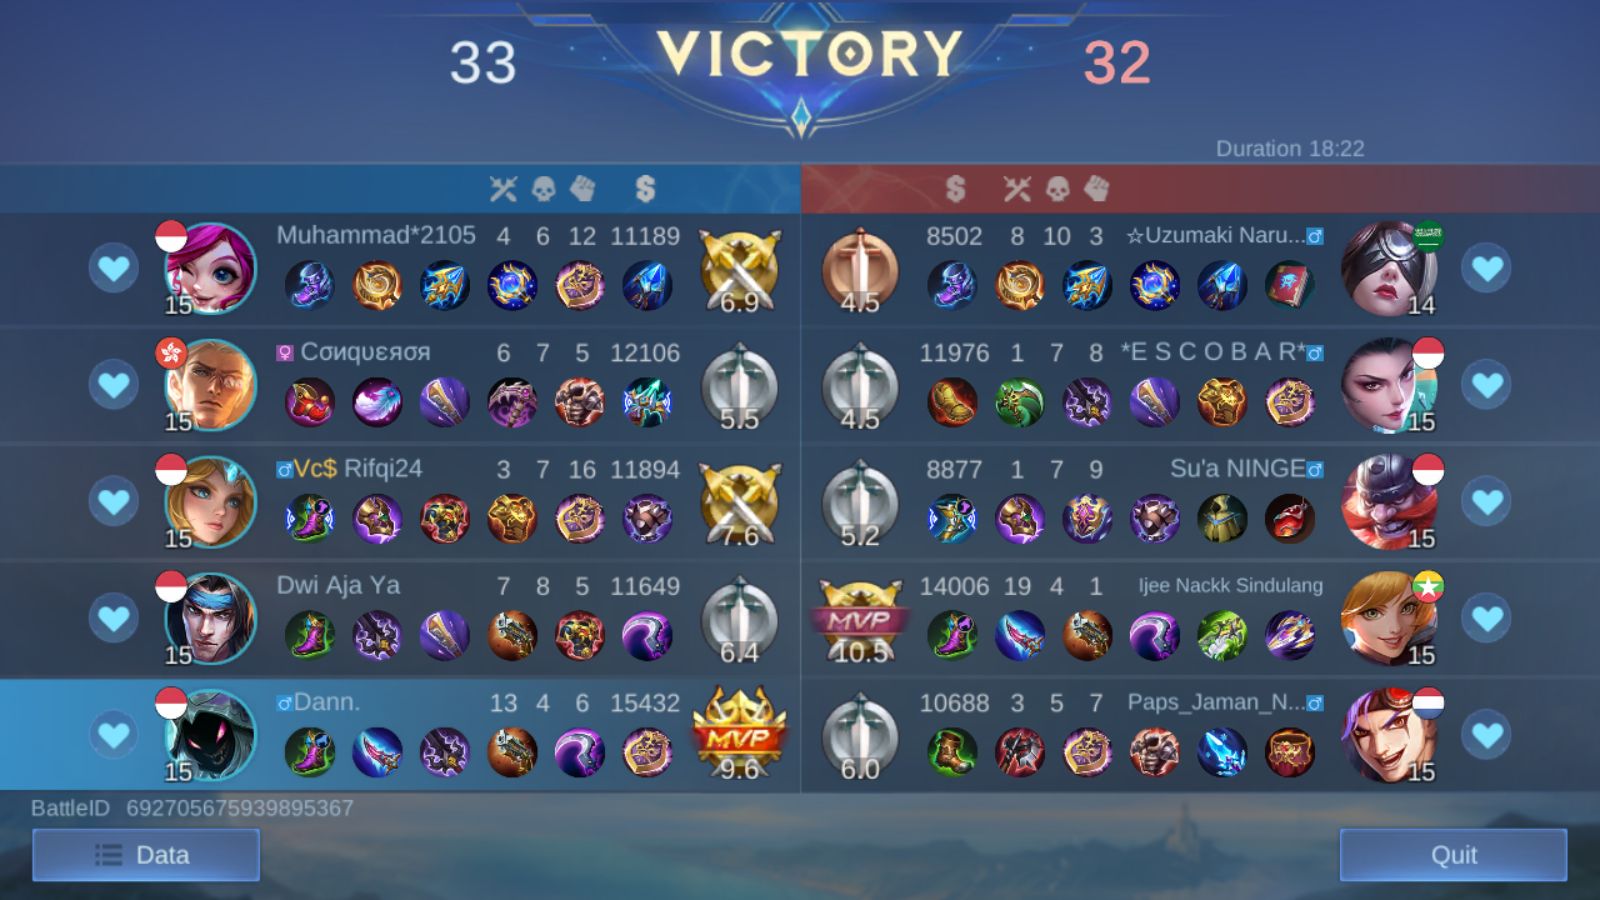 33 VICTORY 32
Duration 18:22
Muhammad*2105 4 6 12 11189
15 6.9
8502 8 10 3 ☆Uzumaki Naru...
4.5 14
Cσиqυεяσя 6 7 5 12106
15 5.5
11976 1 7 8 *E S C O B A R*
4.5 15
Vc$ Rifqi24 3 7 16 11894
15 7.6
8877 1 7 9 Su'a NINGE
5.2 15
Dwi Aja Ya 7 8 5 11649
15 6.4
14006 19 4 1 Ijee Nackk Sindulang
MVP
10.5 15
Dann. 13 4 6 15432
MVP
15 9.6
10688 3 5 7 Paps_Jaman_N...
6.0 15
BattleID 692705675939895367
Data
Quit